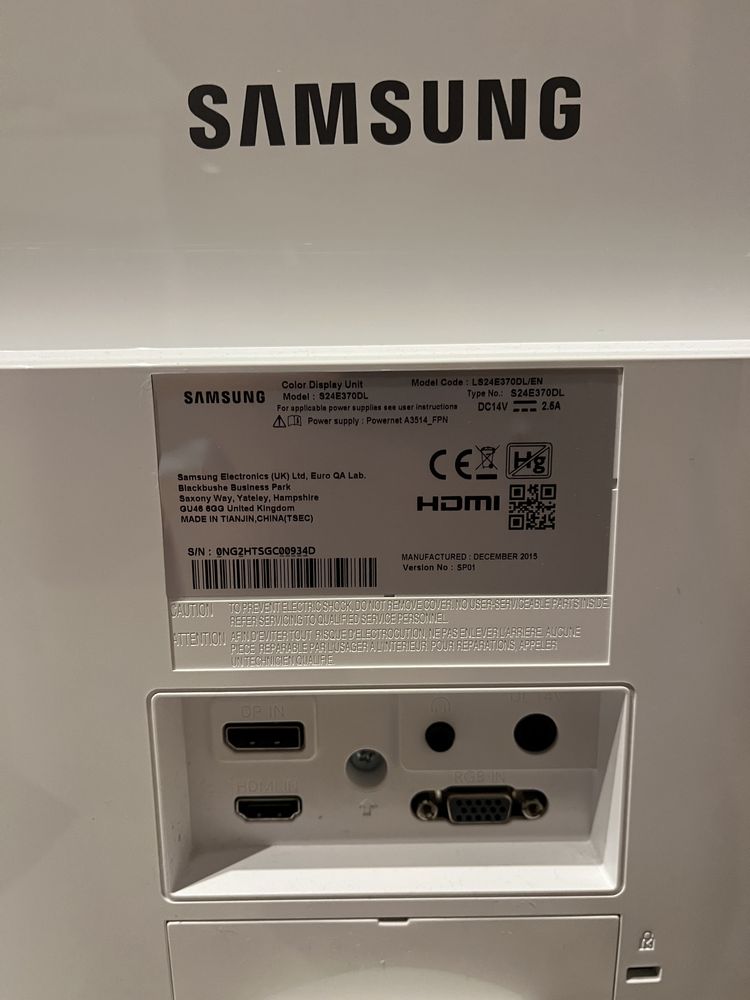 SAMSUNG
SAMSUNG
Color Display Unit
Model : S24E370DL
Model Code : LS24E370DL/EN
Type No.: S24E370DL
For applicable power supplies see user instructions
DC14V 2.5A
Power supply : Powernet A3514_FPN
Samsung Electronics (UK) Ltd, Euro QA Lab.
Blackbushe Business Park
Saxony Way, Yateley, Hampshire
GU46 6GG United Kingdom
MADE IN TIANJIN,CHINA(TSEC)
CE
Hg
HDMI
S/N : 0NG2HTSGC00934D
MANUFACTURED : DECEMBER 2015
Version No : SP01
CAUTION TO PREVENT ELECTRIC SHOCK, DO NOT REMOVE COVER. NO USER-SERVICEABLE PARTS INSIDE.
REFER SERVICING TO QUALIFIED SERVICE PERSONNEL.
ATTENTION AFIN D'EVITER TOUT RISQUE D'ELECTROCUTION, NE PAS ENLEVER L'ARRIERE. AUCUNE
PIECE REPARABLE PAR L'USAGER A L'INTERIEUR. POUR REPARATIONS, APPELER
UN TECHNICIEN QUALIFIE.
DP IN
DC 14V
HDMI IN
RGB IN